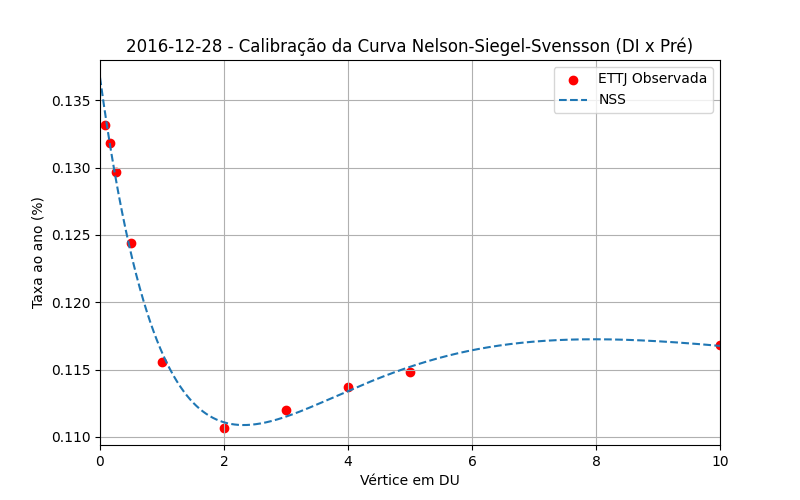 2016-12-28 - Calibração da Curva Nelson-Siegel-Svensson (DI x Pré)
ETTJ Observada
NSS
Taxa ao ano (%)
0.135
0.130
0.125
0.120
0.115
0.110
0 2 4 6 8 10
Vértice em DU